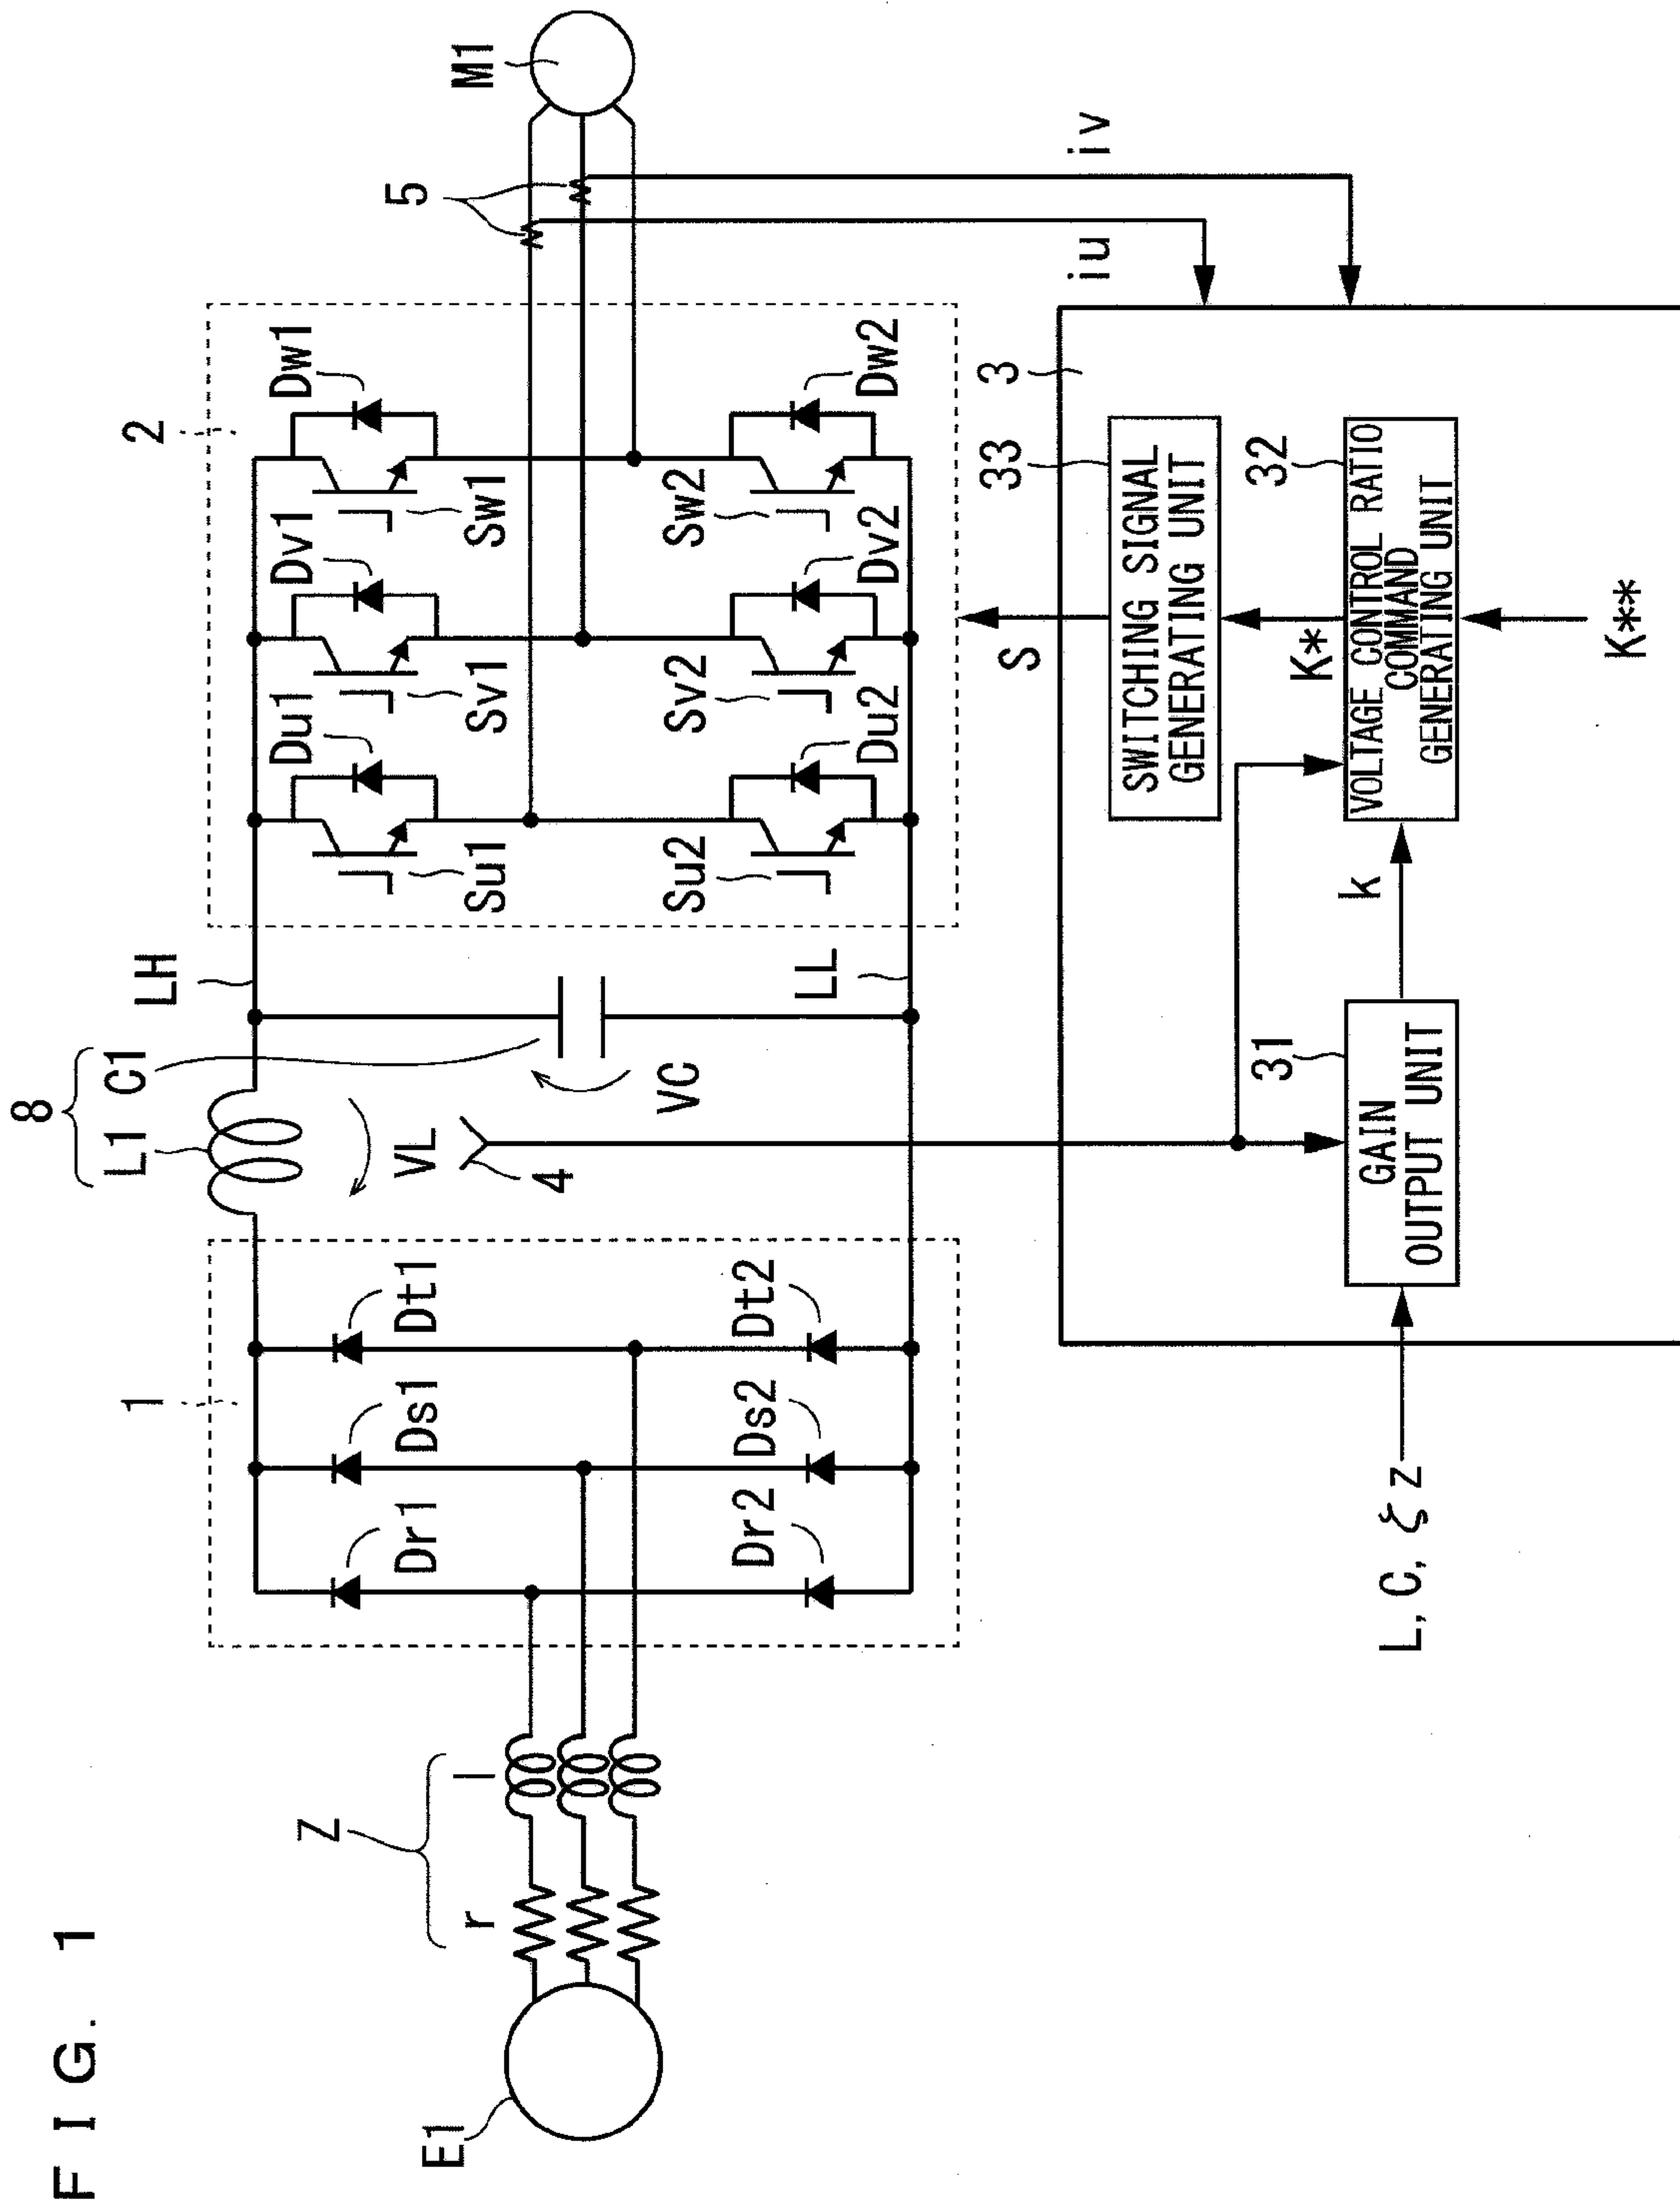 FIG. 1
8
L1 C1
LH
2
1
Du1
Dv1
Dw1
M1
Z
r
l
E1
Dr1
Ds1
Dt1
VL
4
Su1
Sv1
Sw1
5
VC
Dr2
Ds2
Dt2
LL
Su2
Sv2
Sw2
Du2
Dv2
Dw2
S
3
iu
iv
33
SWITCHING SIGNAL
GENERATING UNIT
31
GAIN
OUTPUT UNIT
k
K*
32
VOLTAGE CONTROL RATIO
COMMAND
GENERATING UNIT
L, C, ζz
K**